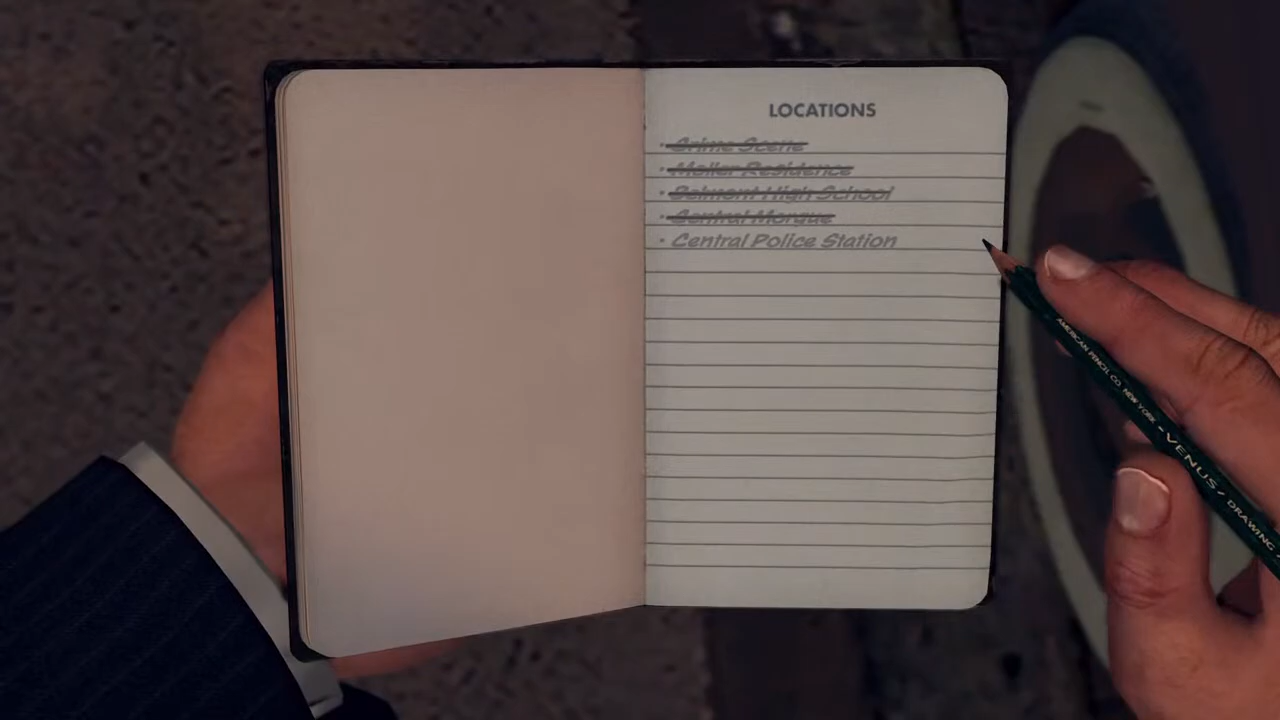 LOCATIONS
· Crime Scene
· Moller Residence
· Belmont High School
· Central Morgue
· Central Police Station
AMERICAN PENCIL CO. NEW YORK - VENUS / DRAWING